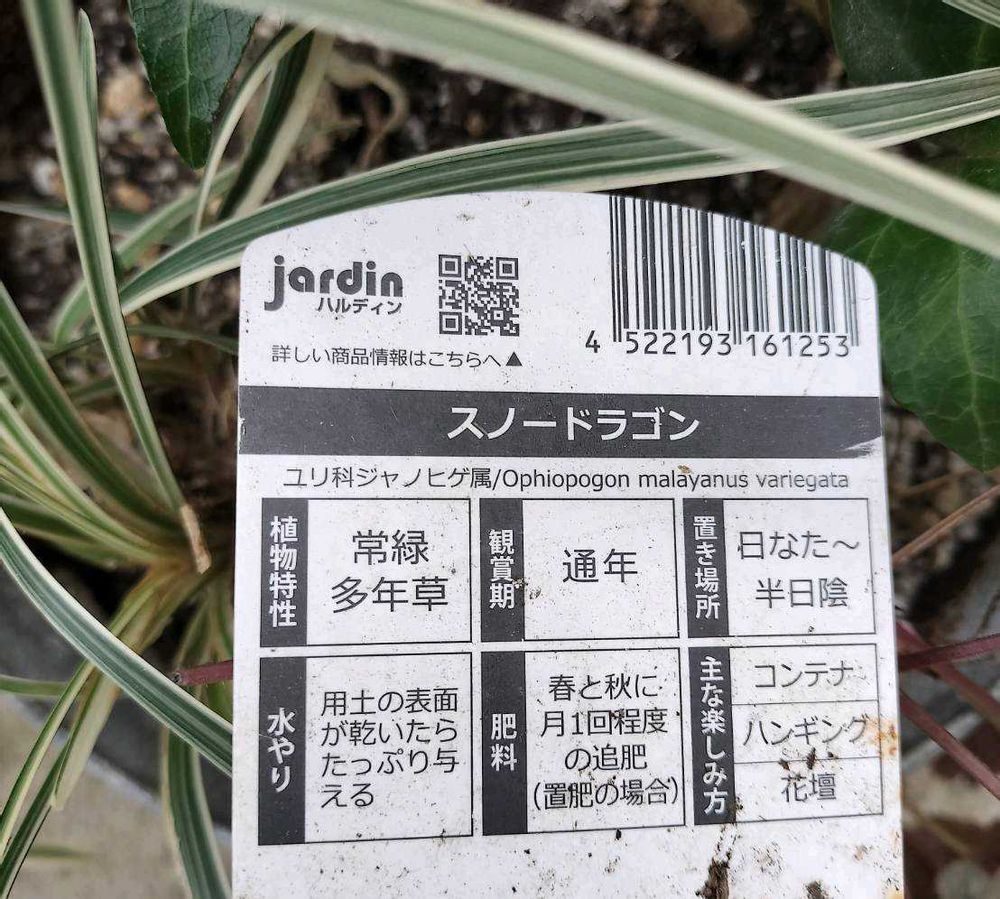 jardin
ハルディン
詳しい商品情報はこちらへ▲
4 522193 161253
スノードラゴン
ユリ科ジャノヒゲ属/Ophiopogon malayanus variegata
植物特性
常緑
多年草
観賞期
通年
置き場所
日なた〜
半日陰
水やり
用土の表面
が乾いたら
たっぷり与
える
肥料
春と秋に
月1回程度
の追肥
(置肥の場合)
主な楽しみ方
コンテナ
ハンギング
花壇